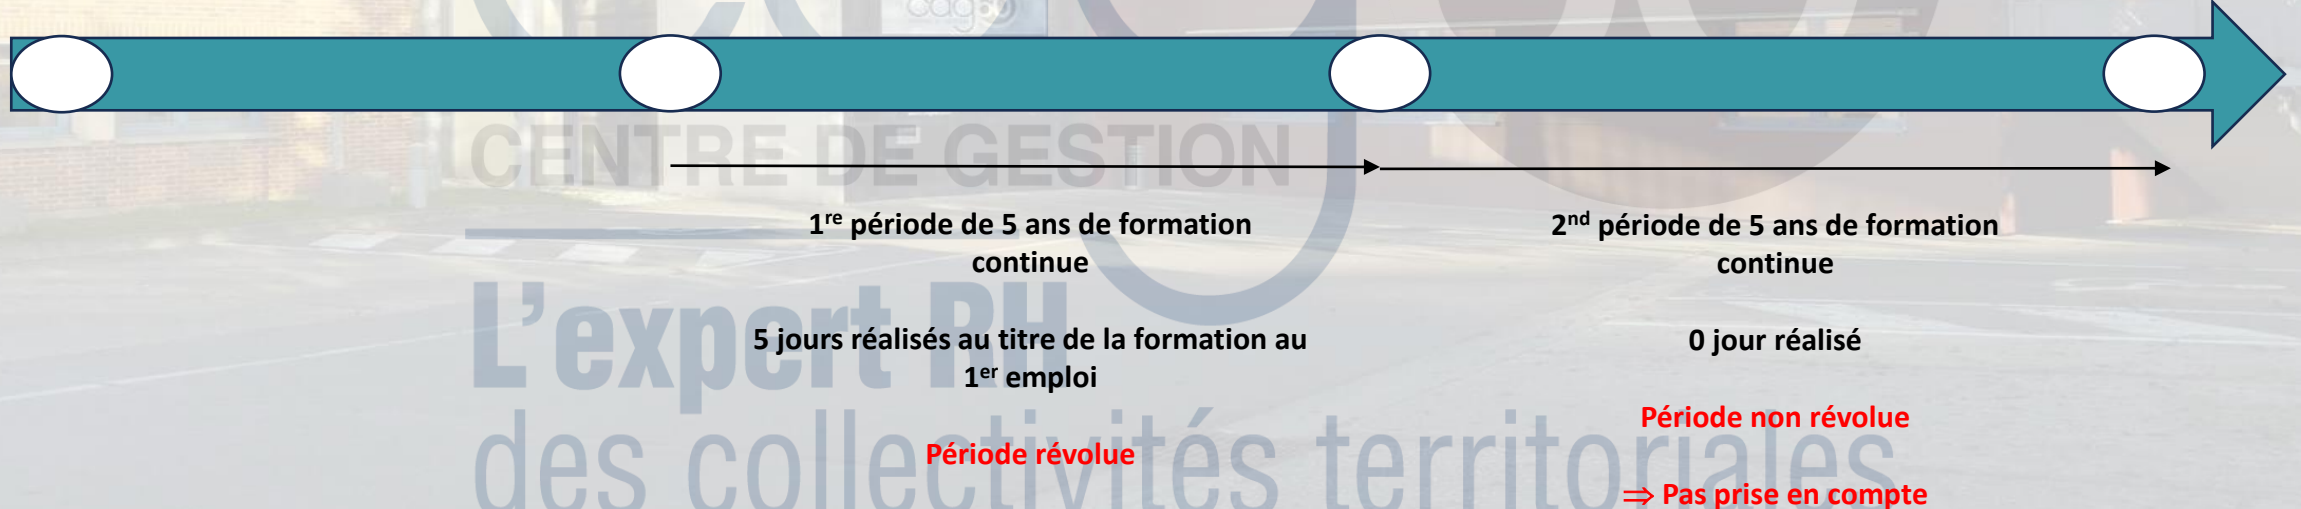 cdg59
CENTRE DE GESTION
1re période de 5 ans de formation
continue
2nd période de 5 ans de formation
continue
L'expert RH
5 jours réalisés au titre de la formation au
1er emploi
0 jour réalisé
des collectivités territoriales
Période révolue
Période non révolue
⇒ Pas prise en compte